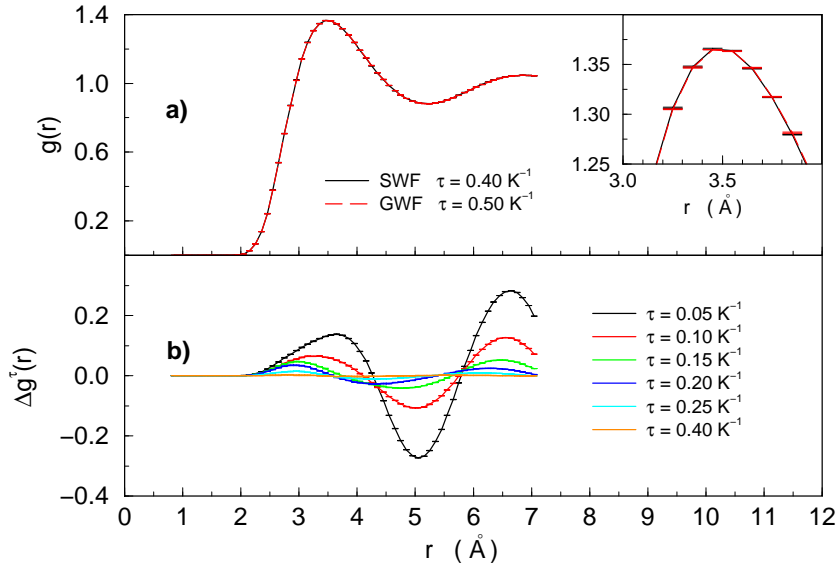 1.4
1.0
0.6
0.2
g(r)
a)
SWF τ = 0.40 K⁻¹
GWF τ = 0.50 K⁻¹
1.35
1.30
1.25
3.0 3.5 4.0
r (Å)
0.2
0.0
−0.2
−0.4
Δg^τ(r)
b)
τ = 0.05 K⁻¹
τ = 0.10 K⁻¹
τ = 0.15 K⁻¹
τ = 0.20 K⁻¹
τ = 0.25 K⁻¹
τ = 0.40 K⁻¹
0 1 2 3 4 5 6 7 8 9 10 11 12
r (Å)